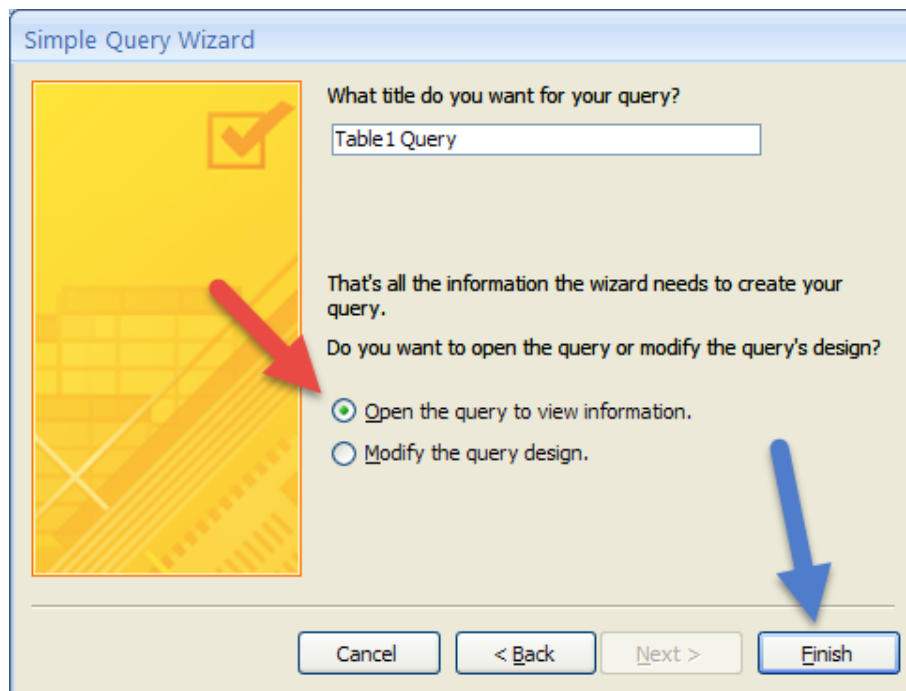 Simple Query Wizard
What title do you want for your query?
Table1 Query
That's all the information the wizard needs to create your
query.
Do you want to open the query or modify the query's design?
Open the query to view information.
Modify the query design.
Cancel
< Back
Next >
Finish